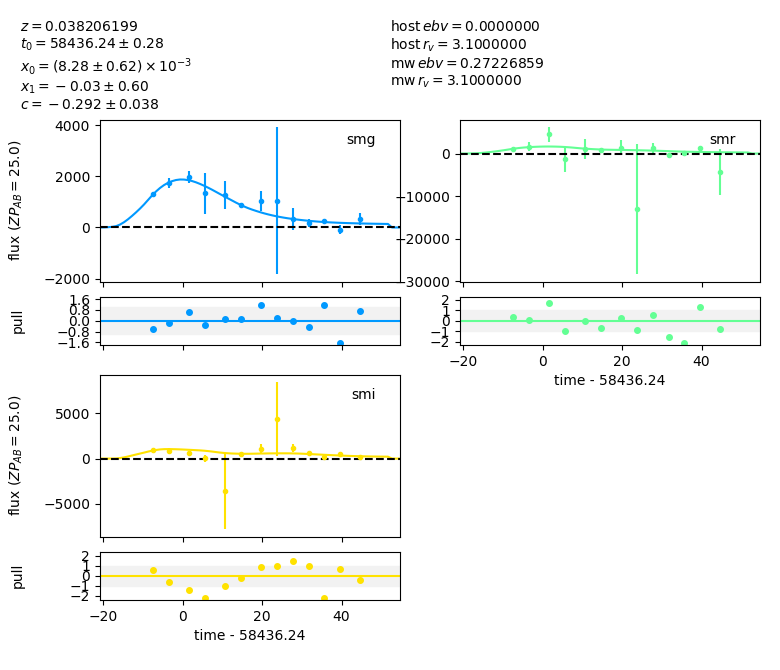 z = 0.038206199
t₀ = 58436.24 ± 0.28
x₀ = (8.28 ± 0.62) × 10⁻³
x₁ = −0.03 ± 0.60
c = −0.292 ± 0.038
host ebv = 0.0000000
host r_v = 3.1000000
mw ebv = 0.27226859
mw r_v = 3.1000000
smg
flux (ZP_AB = 25.0)
4000
2000
0
−2000
pull
1.6
0.8
0.0
−0.8
−1.6
smr
0
−10000
−20000
−30000
2
1
0
−1
−2
−20 0 20 40
time - 58436.24
smi
flux (ZP_AB = 25.0)
5000
0
−5000
pull
2
1
0
−1
−2
−20 0 20 40
time - 58436.24